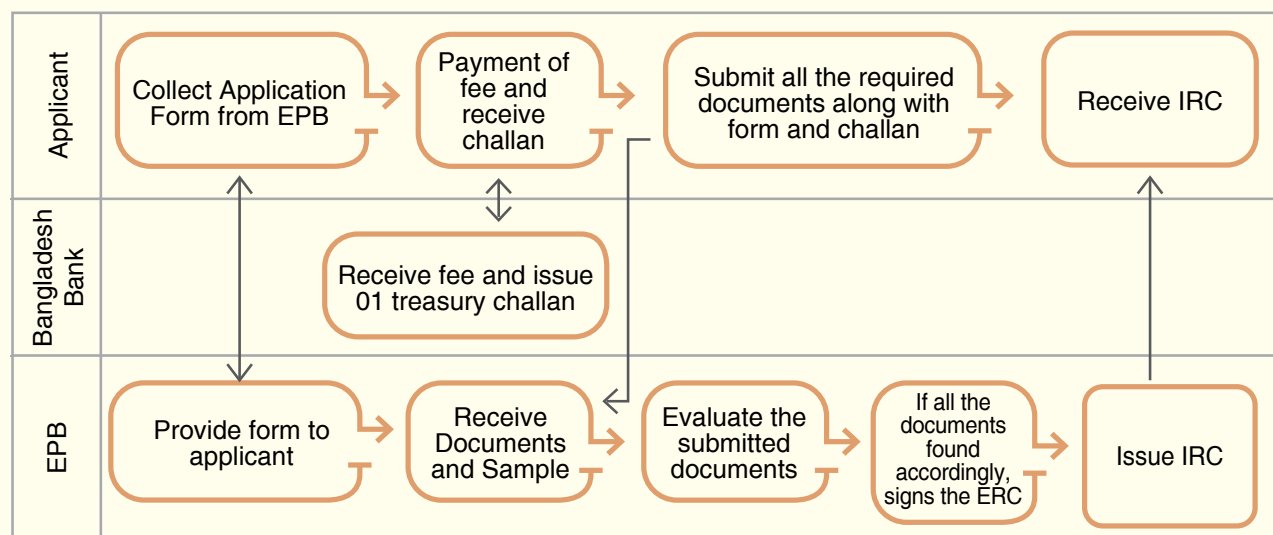 Applicant
Collect Application
Form from EPB
Payment of
fee and
receive
challan
Submit all the required
documents along with
form and challan
Receive IRC
Bangladesh
Bank
Receive fee and issue
01 treasury challan
EPB
Provide form to
applicant
Receive
Documents
and Sample
Evaluate the
submitted
documents
If all the
documents
found
accordingly,
signs the ERC
Issue IRC